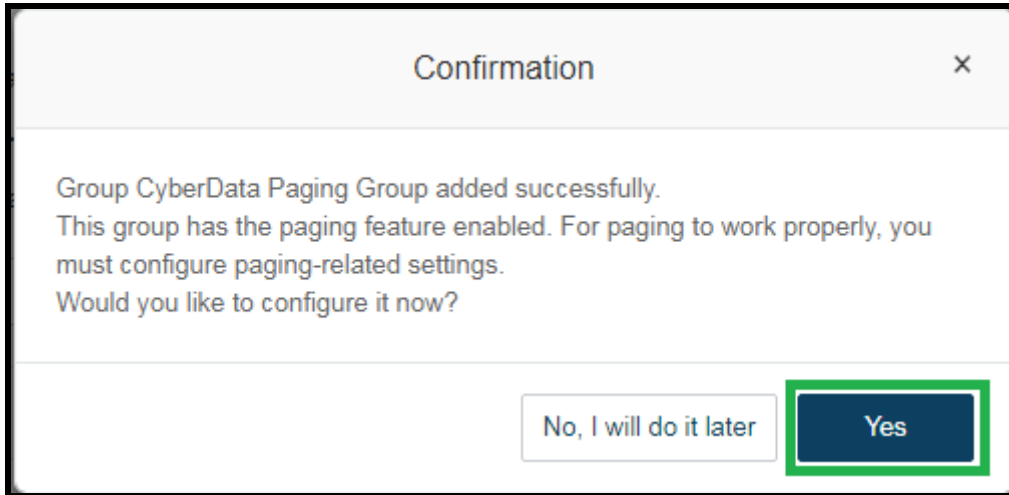 Confirmation
×
Group CyberData Paging Group added successfully.
This group has the paging feature enabled. For paging to work properly, you
must configure paging-related settings.
Would you like to configure it now?
No, I will do it later
Yes